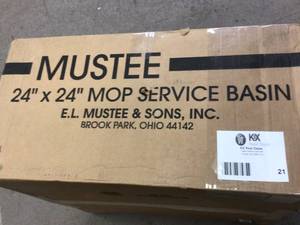 MUSTEE
24" x 24" MOP SERVICE BASIN
E.L. MUSTEE & SONS, INC.
BROOK PARK, OHIO 44142
21